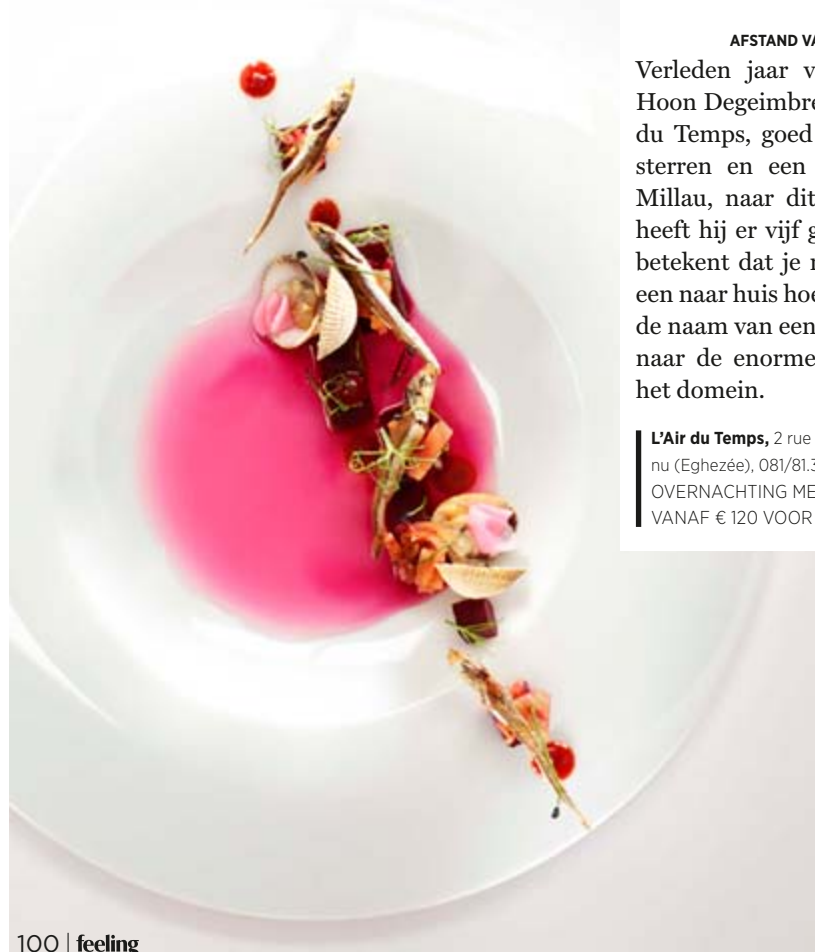 AFSTAND VA
Verleden jaar v
Hoon Degeimbre
du Temps, goed
sterren en een
Millau, naar dit
heeft hij er vijf g
betekent dat je n
een naar huis hoe
de naam van een
naar de enorme
het domein.
L'Air du Temps, 2 rue
nu (Eghezée), 081/81.3
OVERNACHTING ME
VANAF € 120 VOOR
100 | feeling